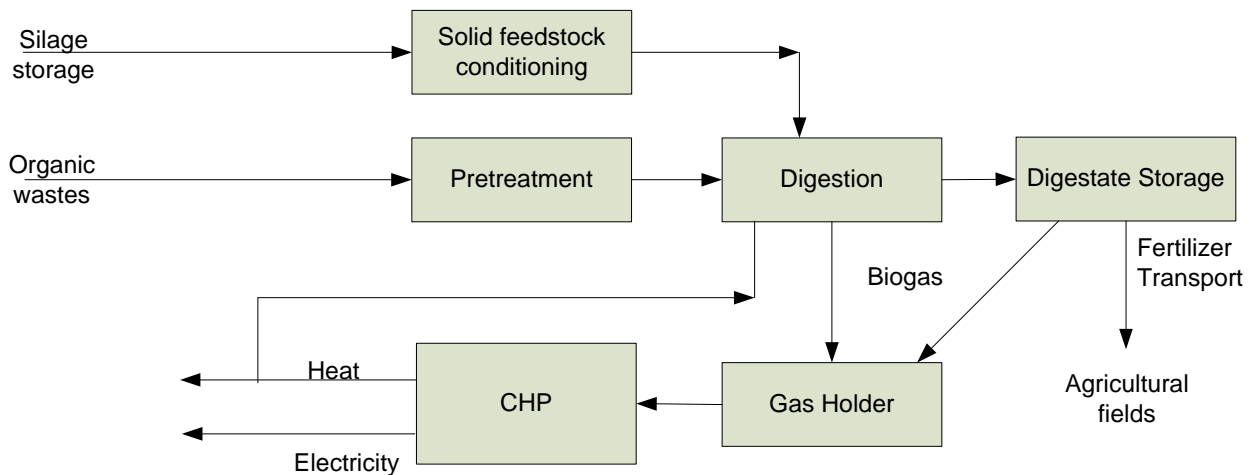 Silage
storage
Solid feedstock
conditioning
Organic
wastes
Pretreatment
Digestion
Digestate Storage
Biogas
Fertilizer
Transport
Heat
CHP
Gas Holder
Agricultural
fields
Electricity